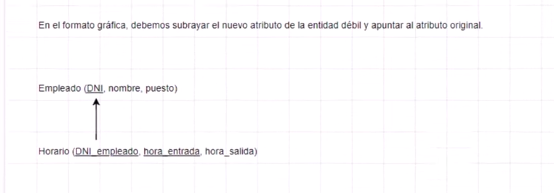 En el formato gráfica, debemos subrayar el nuevo atributo de la entidad débil y apuntar al atributo original.
Empleado (DNI, nombre, puesto)
Horario (DNI_empleado, hora_entrada, hora_salida)